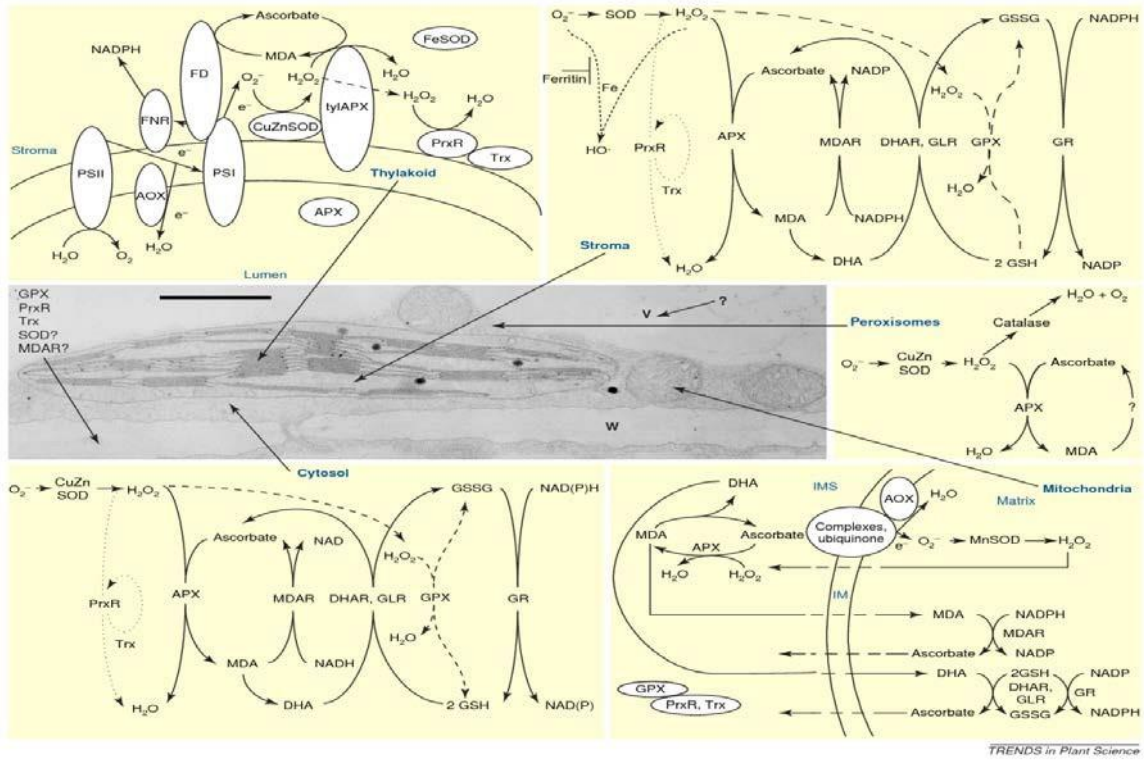 Ascorbate
NADPH
FD
MDA
FeSOD
O₂⁻
H₂O₂
H₂O
tylAPX
H₂O₂
H₂O
e⁻
FNR
CuZnSOD
PrxR
Trx
Stroma
e⁻
PSII
AOX
PSI
Thylakoid
APX
e⁻
H₂O
O₂
H₂O
Lumen
O₂⁻
SOD
H₂O₂
GSSG
NADPH
Ferritin
Fe
Ascorbate
NADP
H₂O₂
HO·
PrxR
APX
MDAR
DHAR, GLR
GPX
GR
Trx
H₂O
MDA
NADPH
Stroma
H₂O
DHA
2 GSH
NADP
GPX
PrxR
Trx
SOD?
MDAR?
V
?
W
Peroxisomes
H₂O + O₂
Catalase
O₂⁻
CuZn
SOD
H₂O₂
Ascorbate
APX
?
H₂O
MDA
Cytosol
O₂⁻
CuZn
SOD
H₂O₂
GSSG
NAD(P)H
Ascorbate
NAD
H₂O₂
PrxR
APX
MDAR
DHAR, GLR
GPX
GR
Trx
H₂O
MDA
NADH
H₂O
DHA
2 GSH
NAD(P)
Mitochondria
DHA
IMS
AOX
H₂O
Matrix
MDA
Ascorbate
Complexes,
ubiquinone
APX
e⁻
O₂⁻
MnSOD
H₂O₂
H₂O
H₂O₂
IM
MDA
NADPH
MDAR
Ascorbate
NADP
DHA
2GSH
NADP
GPX
DHAR,
GLR
GR
PrxR, Trx
Ascorbate
GSSG
NADPH
TRENDS in Plant Science